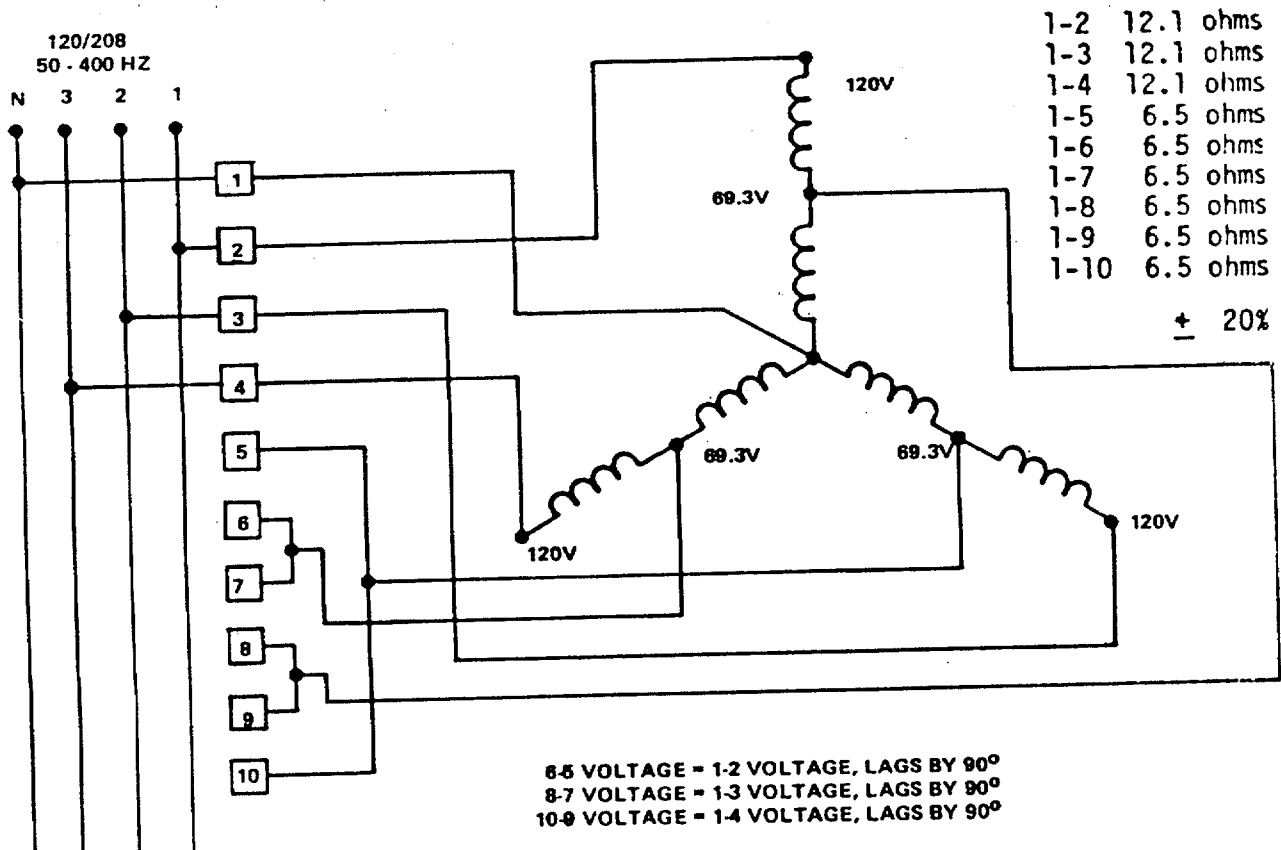 120/208
50 - 400 HZ
N 3 2 1
1-2 12.1 ohms
1-3 12.1 ohms
1-4 12.1 ohms
1-5 6.5 ohms
1-6 6.5 ohms
1-7 6.5 ohms
1-8 6.5 ohms
1-9 6.5 ohms
1-10 6.5 ohms
± 20%
120V
69.3V
69.3V
69.3V
120V
120V
1
2
3
4
5
6
7
8
9
10
6-5 VOLTAGE = 1-2 VOLTAGE, LAGS BY 90°
8-7 VOLTAGE = 1-3 VOLTAGE, LAGS BY 90°
10-9 VOLTAGE = 1-4 VOLTAGE, LAGS BY 90°